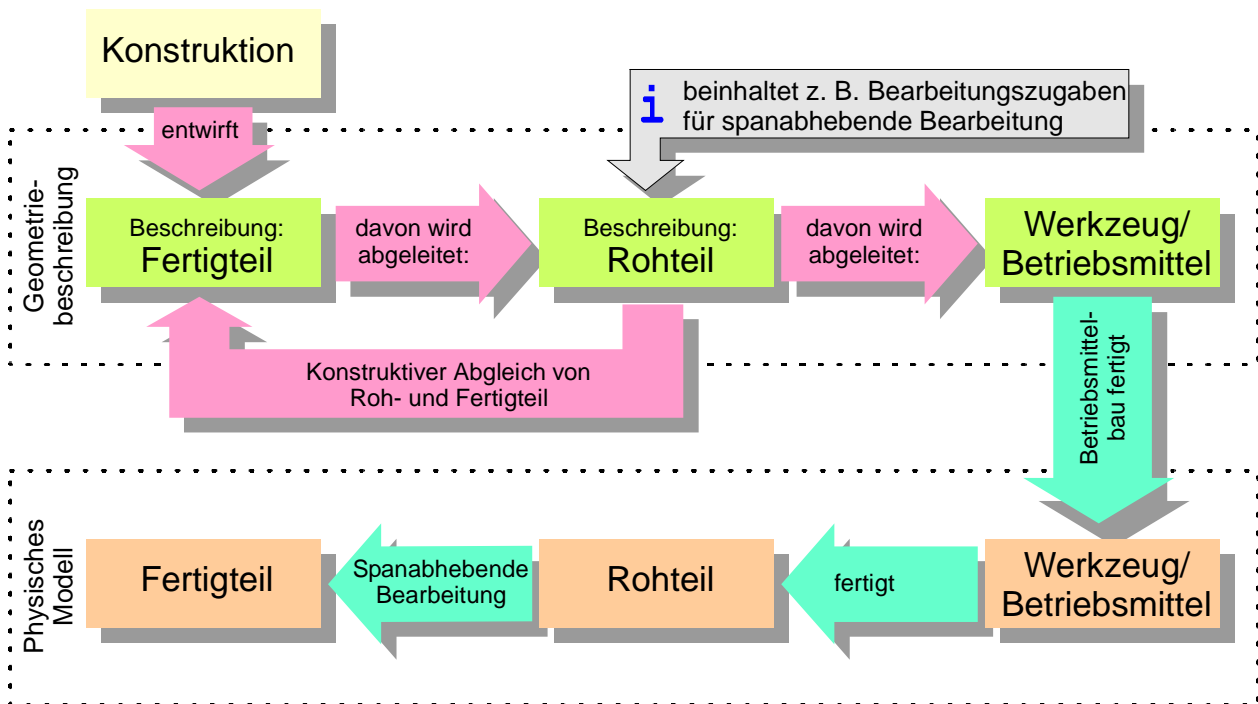 Konstruktion
entwirft
i
beinhaltet z. B. Bearbeitungszugaben
für spanabhebende Bearbeitung
Geometrie-
beschreibung
Beschreibung:
Fertigteil
davon wird
abgeleitet:
Beschreibung:
Rohteil
davon wird
abgeleitet:
Werkzeug/
Betriebsmittel
Konstruktiver Abgleich von
Roh- und Fertigteil
Betriebsmittel-
bau fertigt
Physisches
Modell
Fertigteil
Spanabhebende
Bearbeitung
Rohteil
fertigt
Werkzeug/
Betriebsmittel